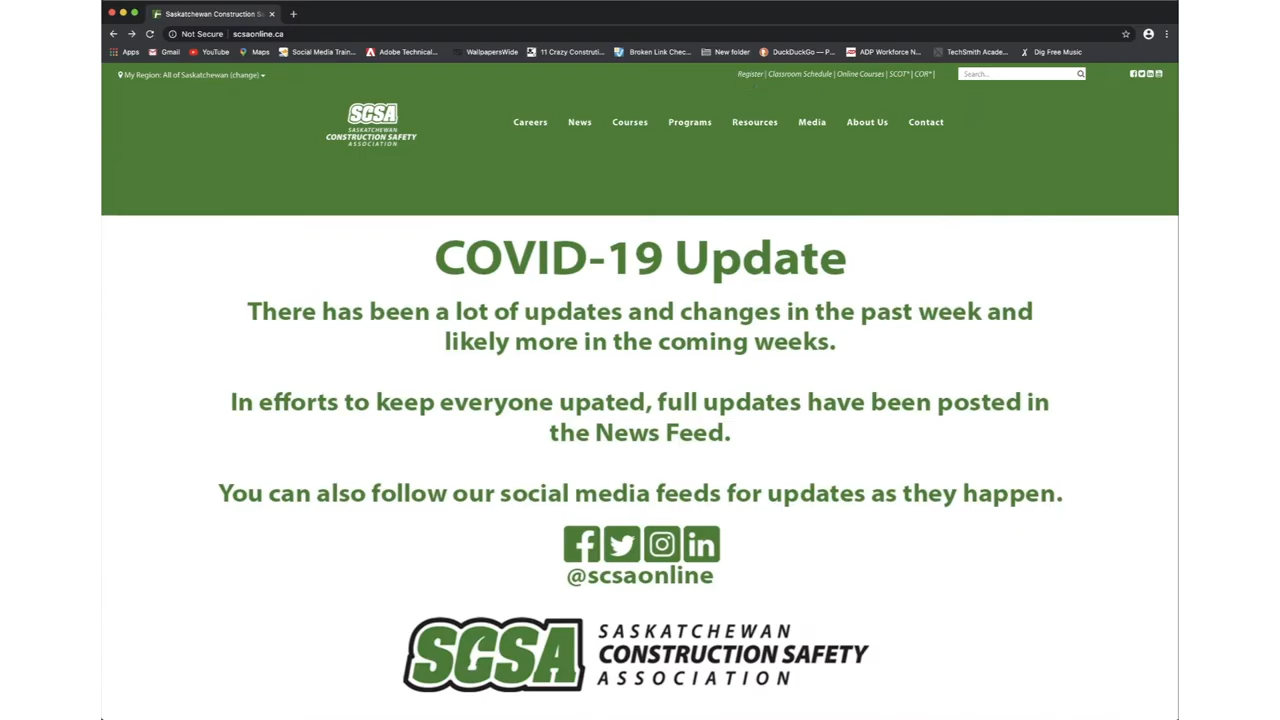 Saskatchewan Construction Sa
Not Secure | scsaonline.ca
Apps Gmail YouTube Maps Social Media Train... Adobe Technical... WallpapersWide 11 Crazy Construti... Broken Link Chec... New folder DuckDuckGo — P... ADP Workforce N... TechSmith Acade... Dig Free Music
My Region: All of Saskatchewan (change)
Register | Classroom Schedule | Online Courses | SCOT® | COR® |
Search...
SCSA
SASKATCHEWAN
CONSTRUCTION SAFETY
ASSOCIATION
Careers News Courses Programs Resources Media About Us Contact
COVID-19 Update
There has been a lot of updates and changes in the past week and
likely more in the coming weeks.
In efforts to keep everyone upated, full updates have been posted in
the News Feed.
You can also follow our social media feeds for updates as they happen.
@scsaonline
SCSA
SASKATCHEWAN
CONSTRUCTION SAFETY
ASSOCIATION